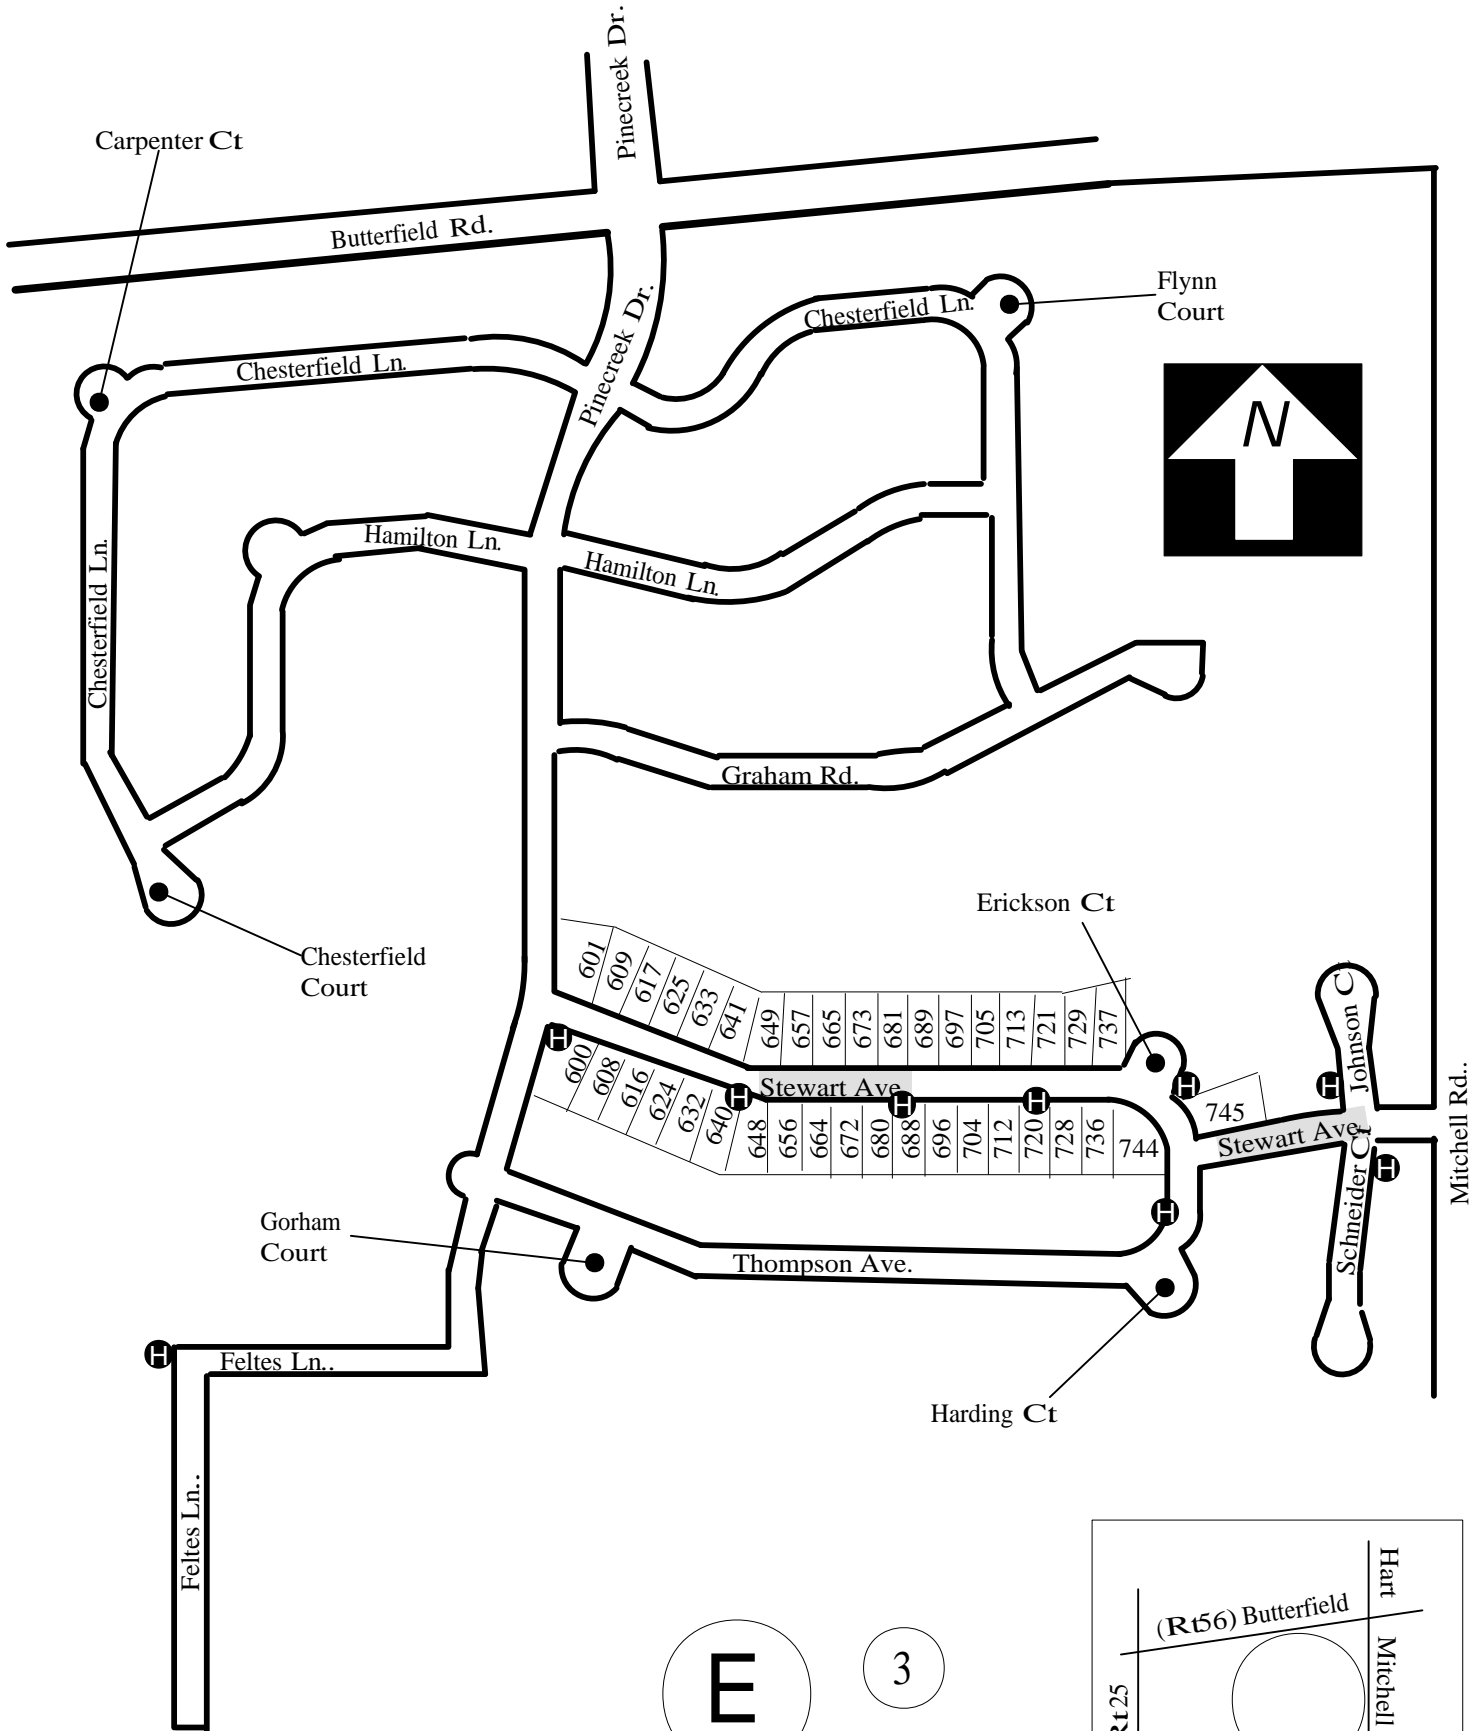 Pinecreek Dr.
Carpenter Ct
Butterfield Rd.
Flynn
Court
Pinecreek Dr.
Chesterfield Ln.
Chesterfield Ln.
N
Hamilton Ln.
Hamilton Ln.
Chesterfield Ln.
Graham Rd.
Erickson Ct
Chesterfield
Court
601
609
617
625
633
641
649
657
665
673
681
689
697
705
713
721
729
737
Johnson Ct
H
600
608
616
624
632
640
H
Stewart Ave
H
H
H
745
H
Stewart Ave
648
656
664
672
680
688
696
704
712
720
728
736
744
H
Mitchell Rd..
Schneider Ct
H
Gorham
Court
Thompson Ave.
H
Feltes Ln..
Harding Ct
Feltes Ln..
E
3
Hart
(Rt56) Butterfield
Mitchell
Rt25